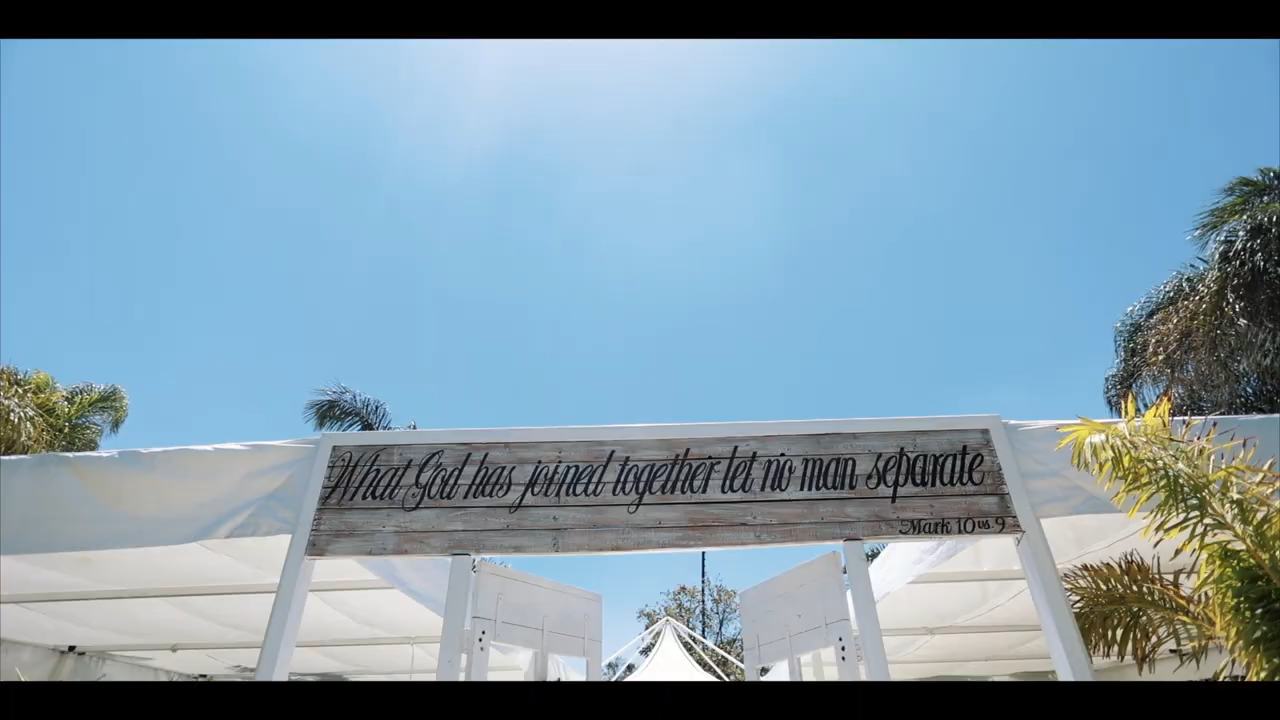 What God has joined together let no man separate
Mark 10 vs. 9